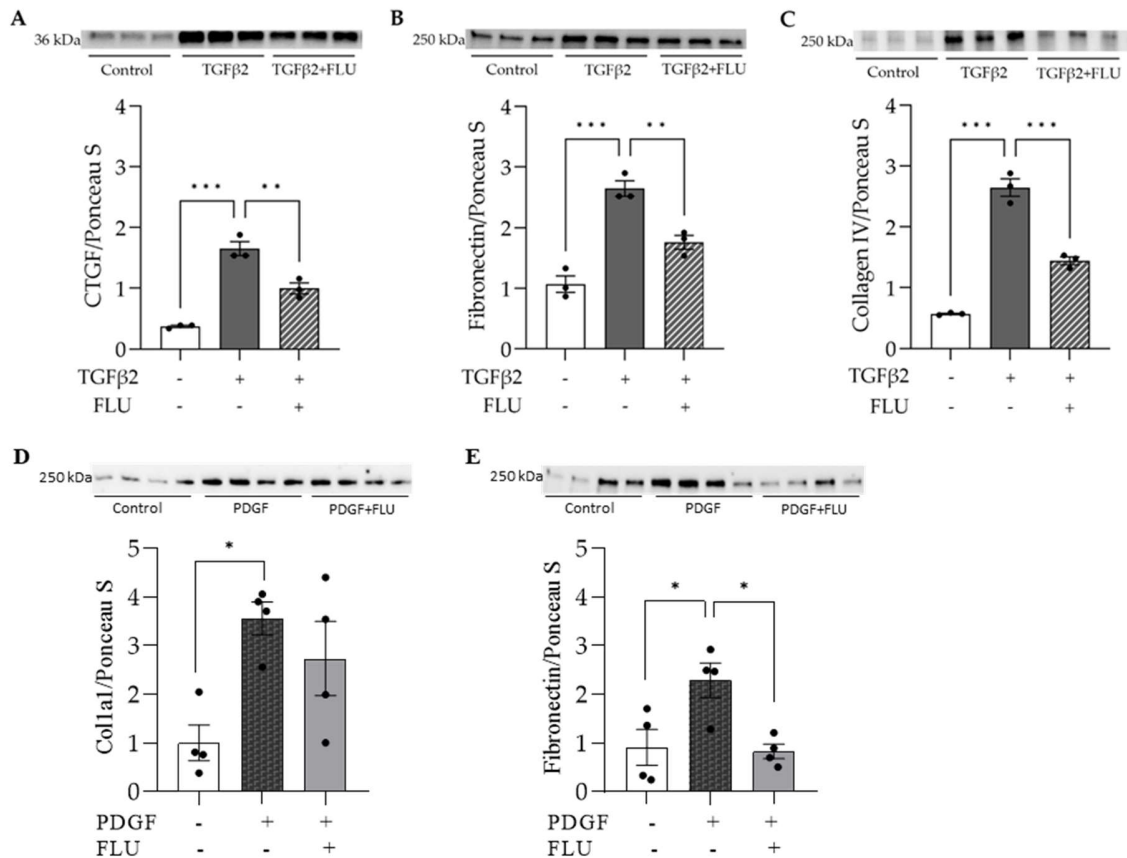 A
36 kDa
Control TGFβ2 TGFβ2+FLU
CTGF/Ponceau S
4
3
2
1
0
*** **
TGFβ2 - + +
FLU - - +
B
250 kDa
Control TGFβ2 TGFβ2+FLU
Fibronectin/Ponceau S
4
3
2
1
0
*** **
TGFβ2 - + +
FLU - - +
C
250 kDa
Control TGFβ2 TGFβ2+FLU
Collagen IV/Ponceau S
4
3
2
1
0
*** ***
TGFβ2 - + +
FLU - - +
D
250 kDa
Control PDGF PDGF+FLU
Col1a1/Ponceau S
5
4
3
2
1
0
*
PDGF - + +
FLU - - +
E
250 kDa
Control PDGF PDGF+FLU
Fibronectin/Ponceau S
5
4
3
2
1
0
* *
PDGF - + +
FLU - - +